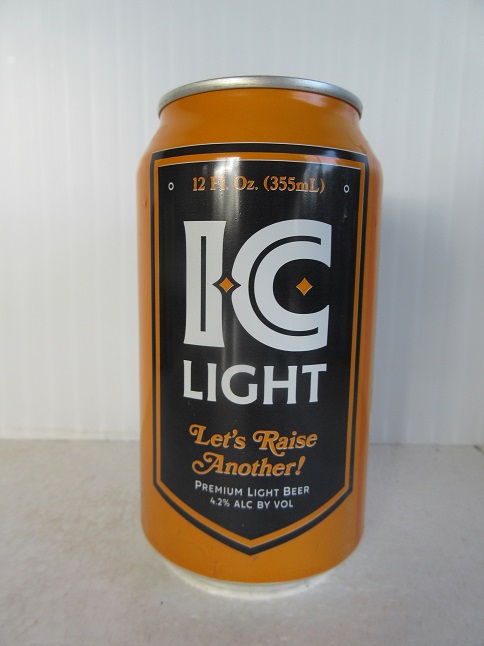 12 Fl. Oz. (355mL)
IC
LIGHT
Let's Raise
Another!
PREMIUM LIGHT BEER
4.2% ALC BY VOL